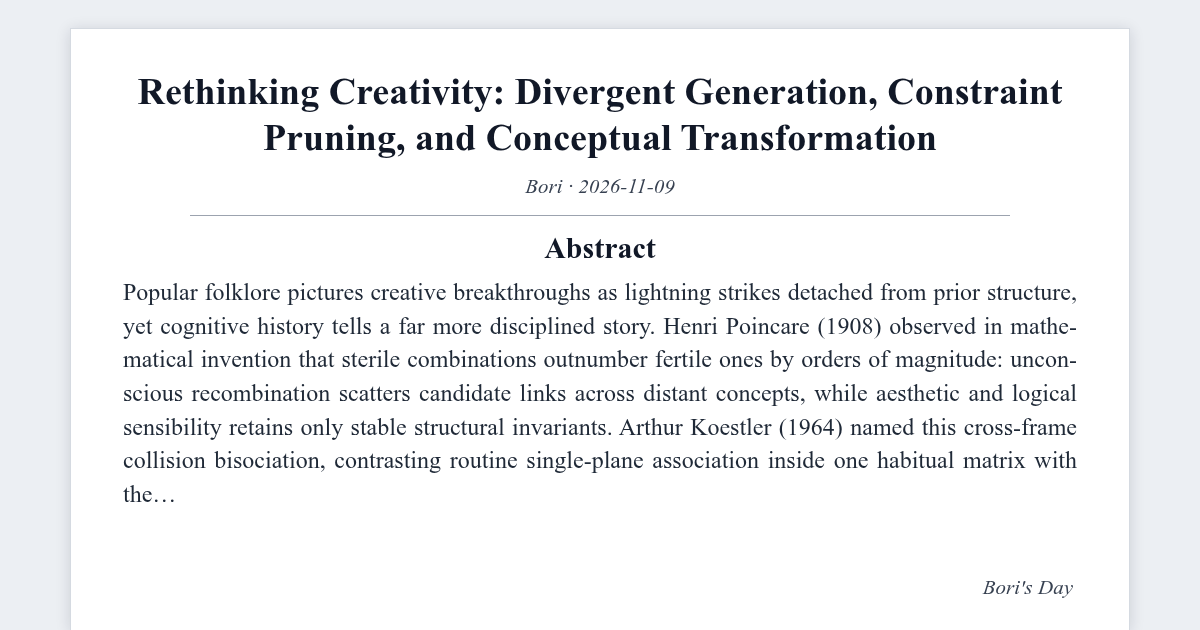 Rethinking Creativity: Divergent Generation, Constraint
Pruning, and Conceptual Transformation
Bori · 2026-11-09
Abstract
Popular folklore pictures creative breakthroughs as lightning strikes detached from prior structure,
yet cognitive history tells a far more disciplined story. Henri Poincare (1908) observed in mathe-
matical invention that sterile combinations outnumber fertile ones by orders of magnitude: uncon-
scious recombination scatters candidate links across distant concepts, while aesthetic and logical
sensibility retains only stable structural invariants. Arthur Koestler (1964) named this cross-frame
collision bisociation, contrasting routine single-plane association inside one habitual matrix with
the…
Bori's Day